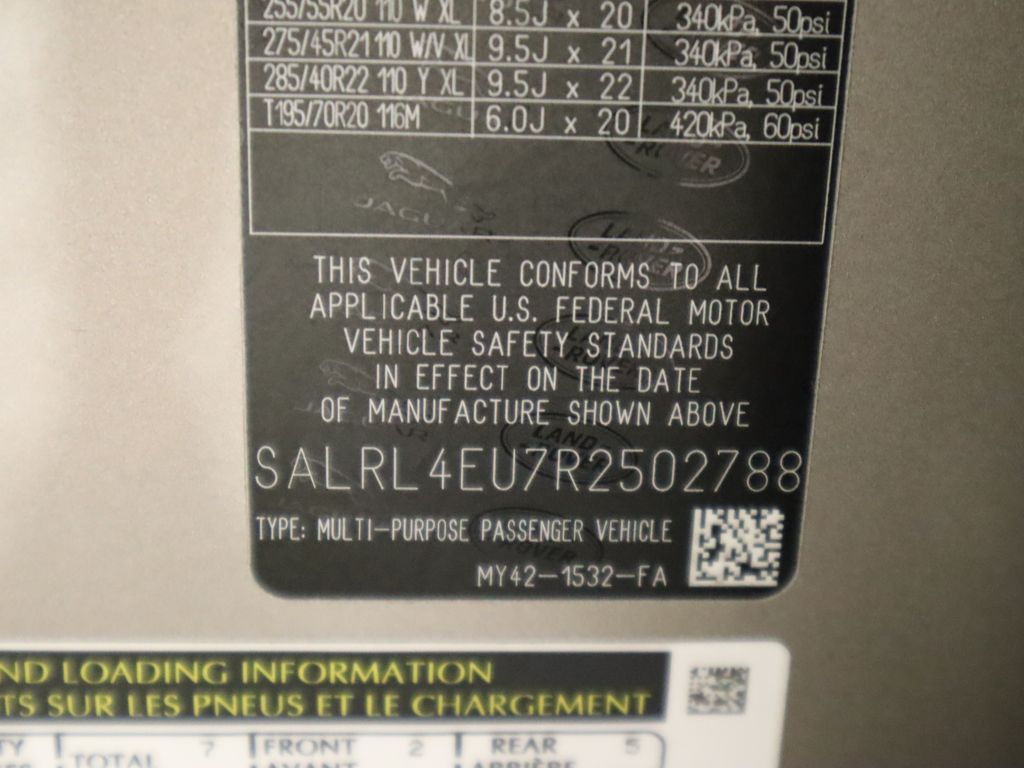 255/55R20 110 W XL 8.5J x 20 340kPa, 50psi
275/45R21 110 W/V XL 9.5J x 21 340kPa, 50psi
285/40R22 110 Y XL 9.5J x 22 340kPa, 50psi
T195/70R20 116M 6.0J x 20 420kPa, 60psi
THIS VEHICLE CONFORMS TO ALL
APPLICABLE U.S. FEDERAL MOTOR
VEHICLE SAFETY STANDARDS
IN EFFECT ON THE DATE
OF MANUFACTURE SHOWN ABOVE
SALRL4EU7R2502788
TYPE: MULTI-PURPOSE PASSENGER VEHICLE
MY42-1532-FA
ND LOADING INFORMATION
TS SUR LES PNEUS ET LE CHARGEMENT
TY TOTAL 7 FRONT 2 REAR 5
AVANT ARRIÈRE